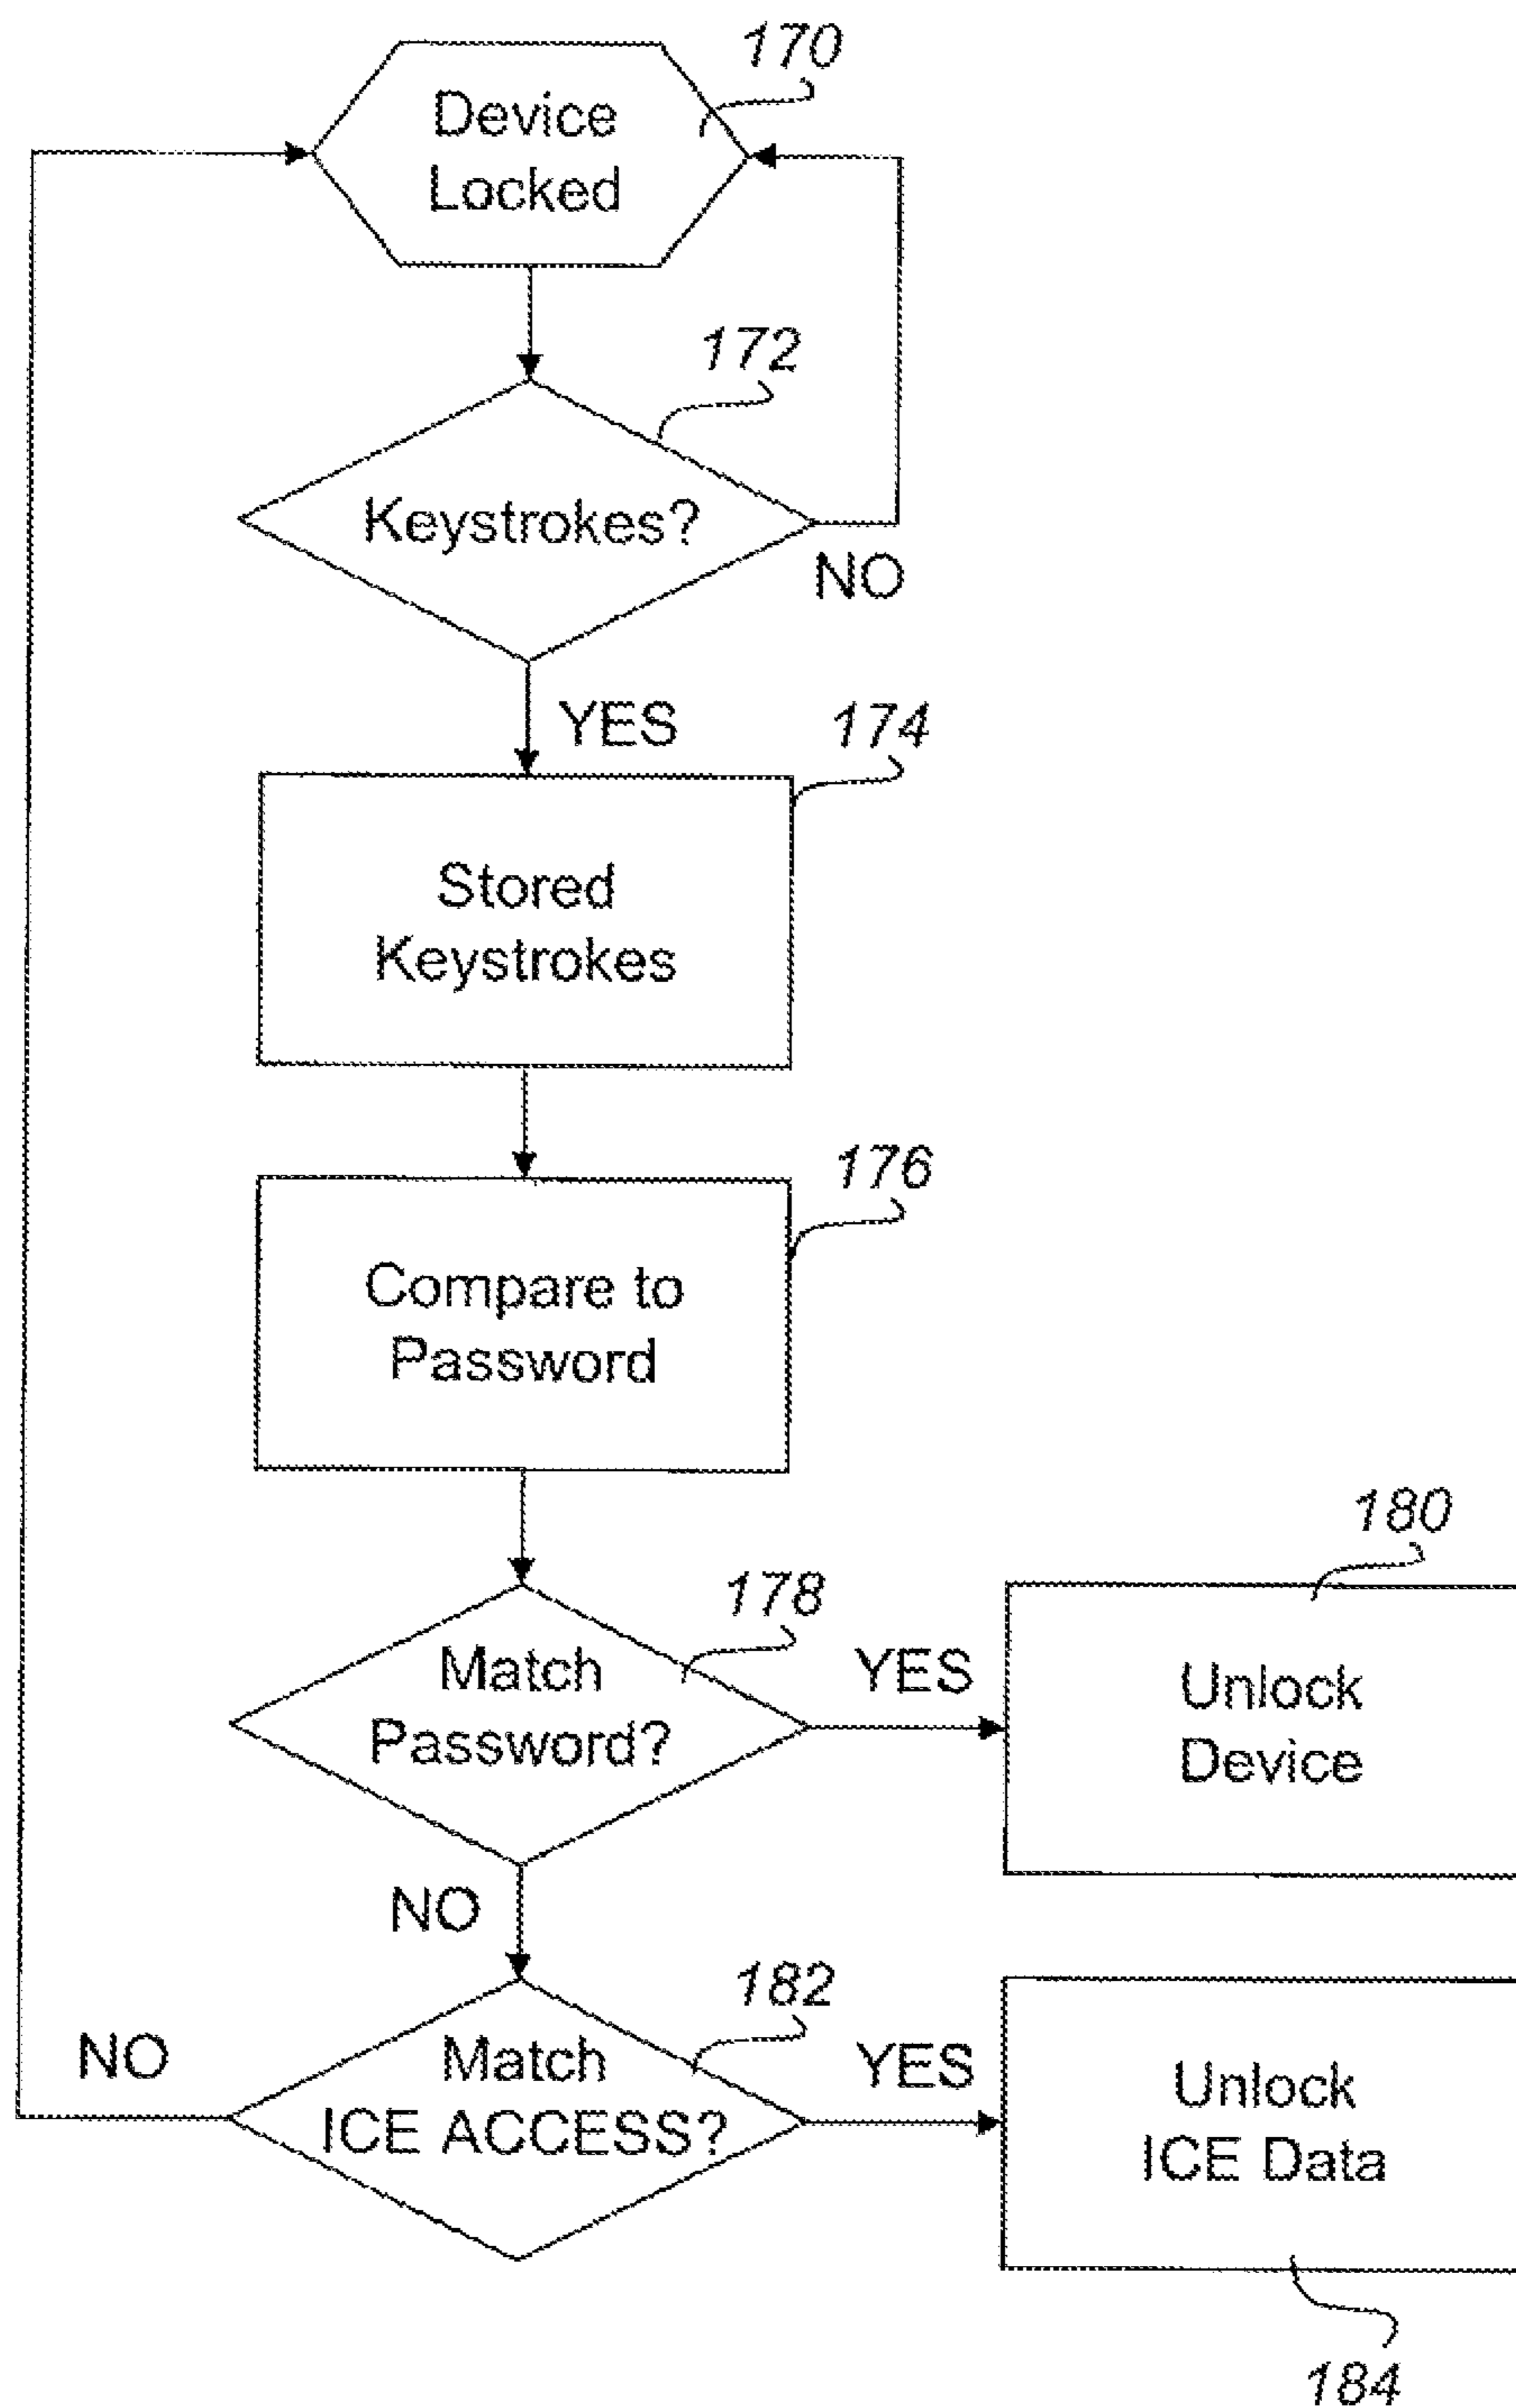 170
Device
Locked
172
Keystrokes?
NO
YES
174
Stored
Keystrokes
176
Compare to
Password
178
Match
Password?
YES
180
Unlock
Device
NO
182
Match
ICE ACCESS?
NO
YES
Unlock
ICE Data
184